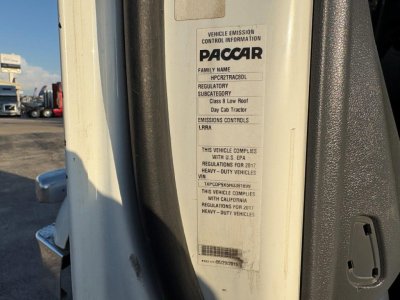 VEHICLE EMISSION
CONTROL INFORMATION
PACCAR
FAMILY NAME
HPCR2TRAC8DL
REGULATORY
SUBCATEGORY
Class 8 Low Roof
Day Cab Tractor
EMISSIONS CONTROLS
LRRA
THIS VEHICLE COMPLIES
WITH U.S. EPA
REGULATIONS FOR 2017
HEAVY-DUTY VEHICLES
VIN
THIS VEHICLE COMPLIES
WITH CALIFORNIA
REGULATIONS FOR 2017
HEAVY-DUTY VEHICLES